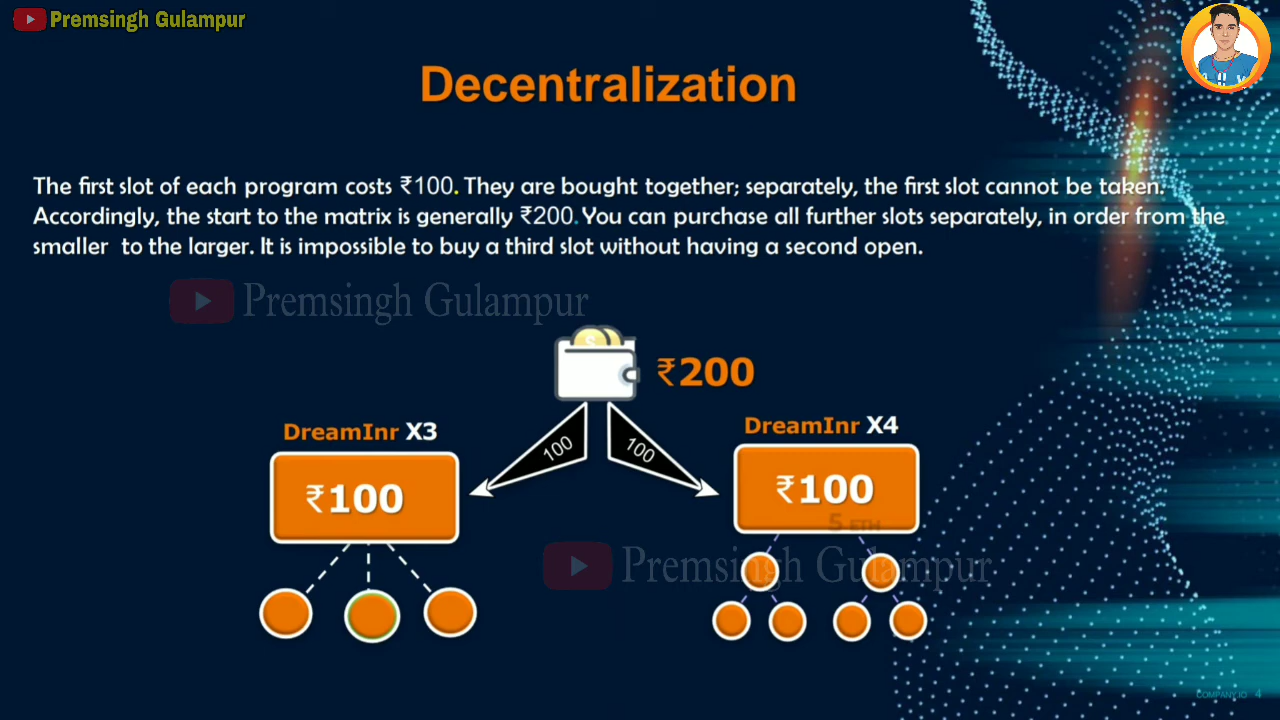 Premsingh Gulampur
Decentralization
The first slot of each program costs ₹100. They are bought together; separately, the first slot cannot be taken.
Accordingly, the start to the matrix is generally ₹200. You can purchase all further slots separately, in order from the
smaller to the larger. It is impossible to buy a third slot without having a second open.
Premsingh Gulampur
₹200
DreamInr X3
DreamInr X4
100
100
₹100
₹100
5 ETH
Premsingh Gulampur
COMPANY.IO 4